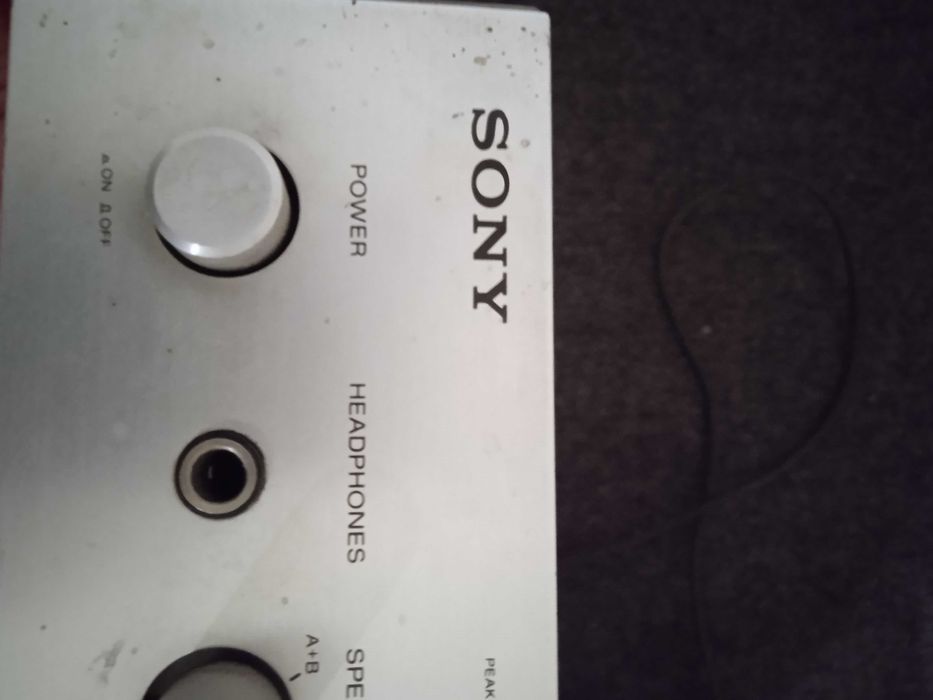 SONY
PEAK
POWER
HEADPHONES
SPE
A+B
ON OFF